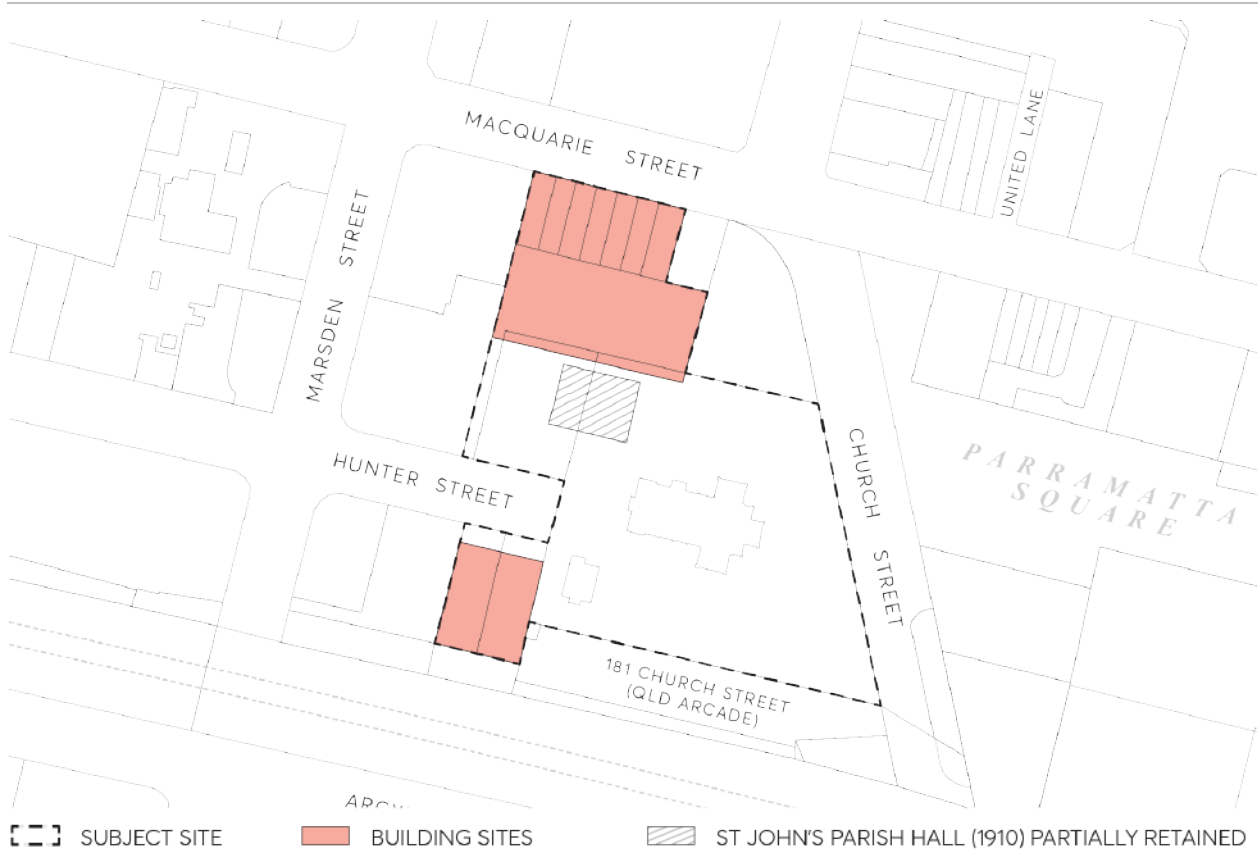 MACQUARIE STREET
UNITED LANE
MARSDEN STREET
HUNTER STREET
CHURCH STREET
PARRAMATTA
SQUARE
181 CHURCH STREET
(QLD ARCADE)
SUBJECT SITE
BUILDING SITES
ST JOHN'S PARISH HALL (1910) PARTIALLY RETAINED